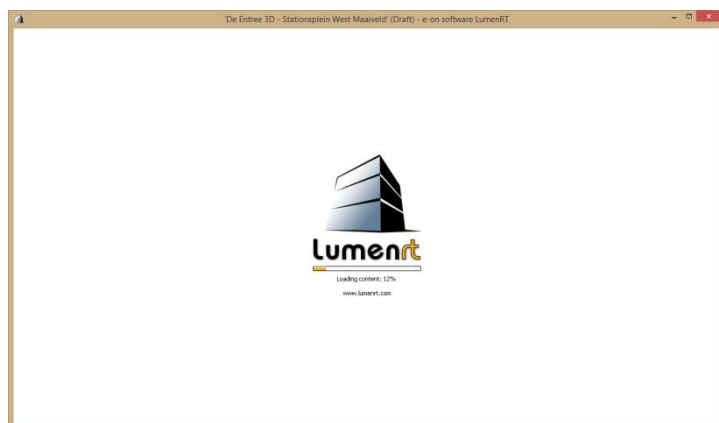 'De Entree 3D - Stationsplein West Maaiveld' (Draft) - e-on software LumenRT
Lumenrt
Loading content: 12%
www.lumenrt.com